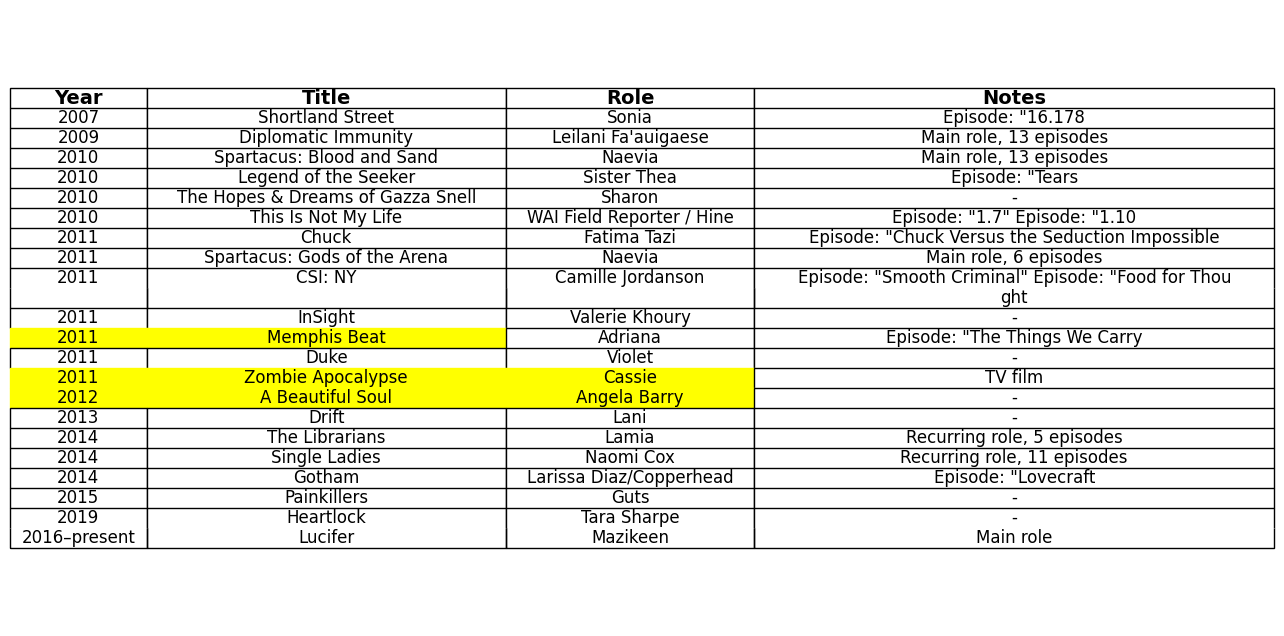 Year Title Role Notes
2007 Shortland Street Sonia Episode: "16.178
2009 Diplomatic Immunity Leilani Fa'auigaese Main role, 13 episodes
2010 Spartacus: Blood and Sand Naevia Main role, 13 episodes
2010 Legend of the Seeker Sister Thea Episode: "Tears
2010 The Hopes & Dreams of Gazza Snell Sharon -
2010 This Is Not My Life WAI Field Reporter / Hine Episode: "1.7" Episode: "1.10
2011 Chuck Fatima Tazi Episode: "Chuck Versus the Seduction Impossible
2011 Spartacus: Gods of the Arena Naevia Main role, 6 episodes
2011 CSI: NY Camille Jordanson Episode: "Smooth Criminal" Episode: "Food for Thou
ght
2011 InSight Valerie Khoury -
2011 Memphis Beat Adriana Episode: "The Things We Carry
2011 Duke Violet -
2011 Zombie Apocalypse Cassie TV film
2012 A Beautiful Soul Angela Barry -
2013 Drift Lani -
2014 The Librarians Lamia Recurring role, 5 episodes
2014 Single Ladies Naomi Cox Recurring role, 11 episodes
2014 Gotham Larissa Diaz/Copperhead Episode: "Lovecraft
2015 Painkillers Guts -
2019 Heartlock Tara Sharpe -
2016–present Lucifer Mazikeen Main role